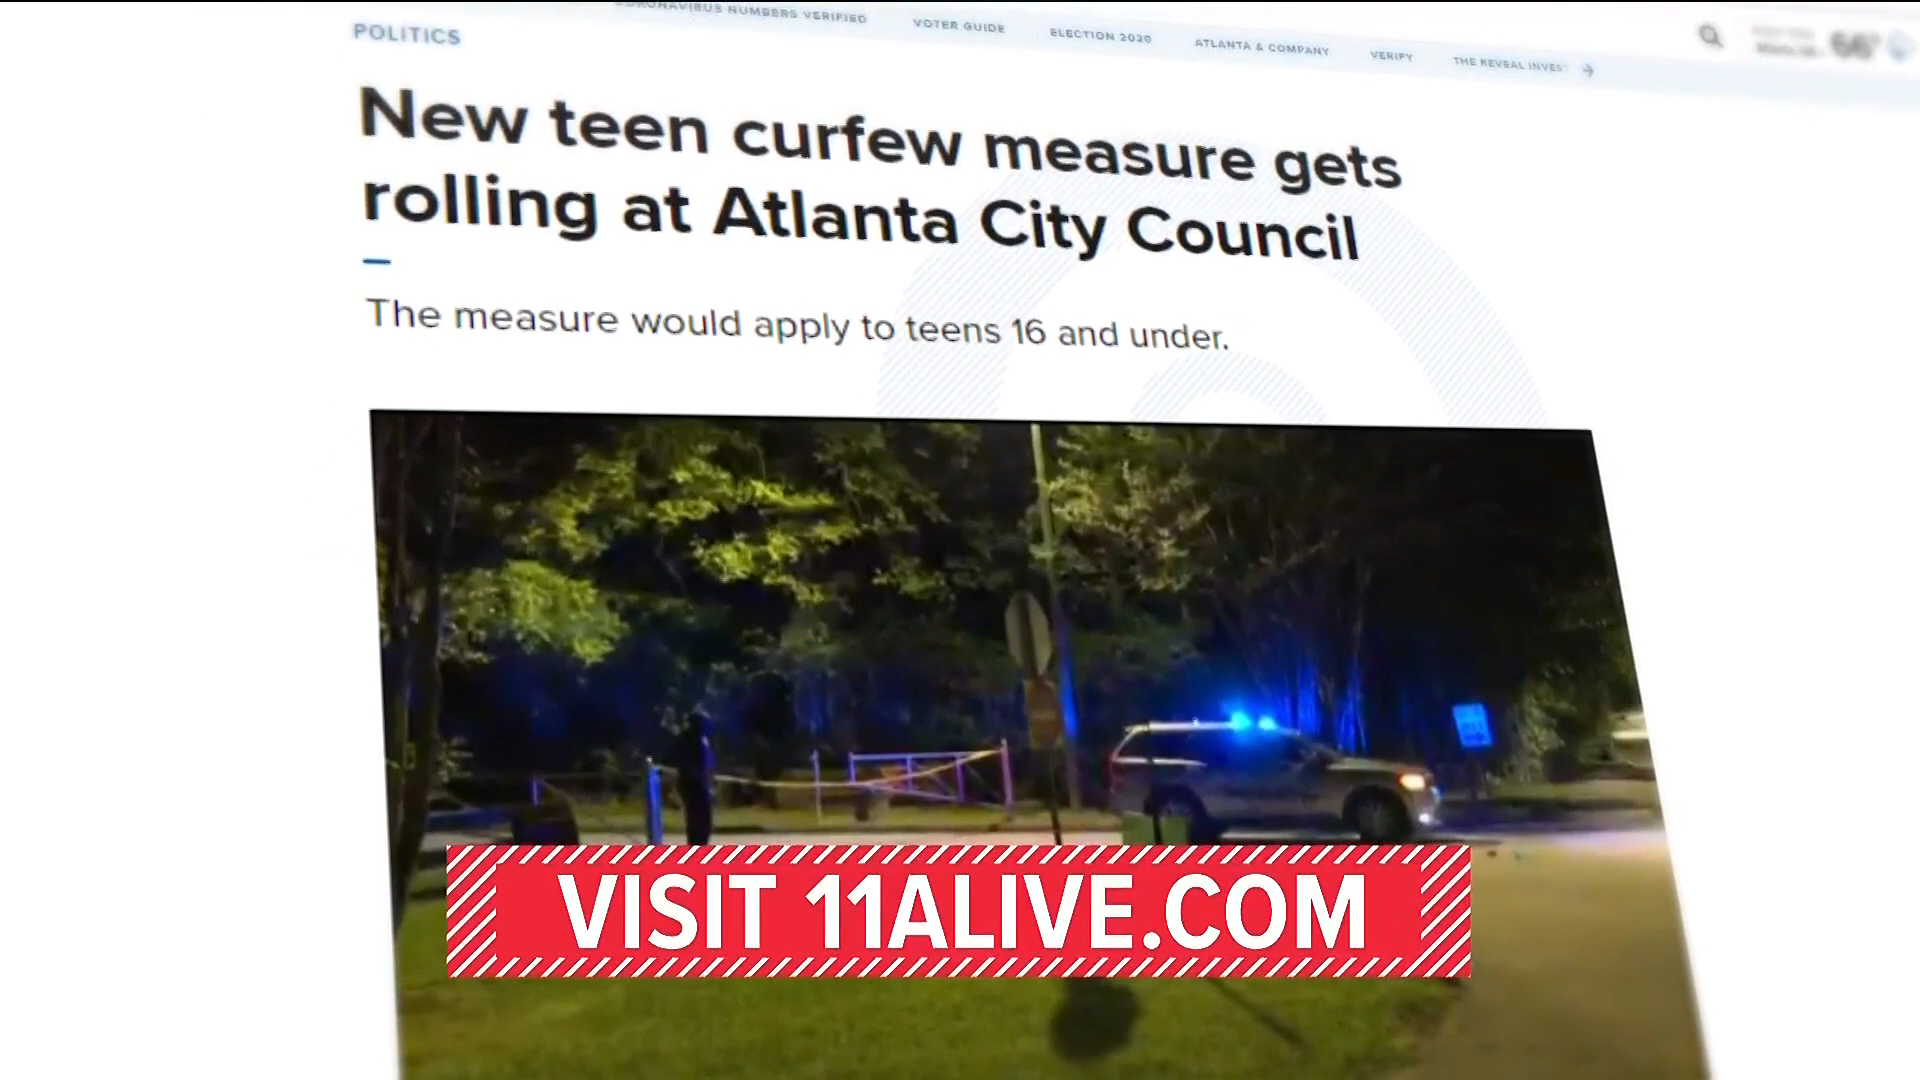 CORONAVIRUS NUMBERS VERIFIED
VOTER GUIDE
ELECTION 2020
ATLANTA & COMPANY
VERIFY
THE REVEAL INVES
66°
POLITICS
New teen curfew measure gets
rolling at Atlanta City Council
The measure would apply to teens 16 and under.
VISIT 11ALIVE.COM